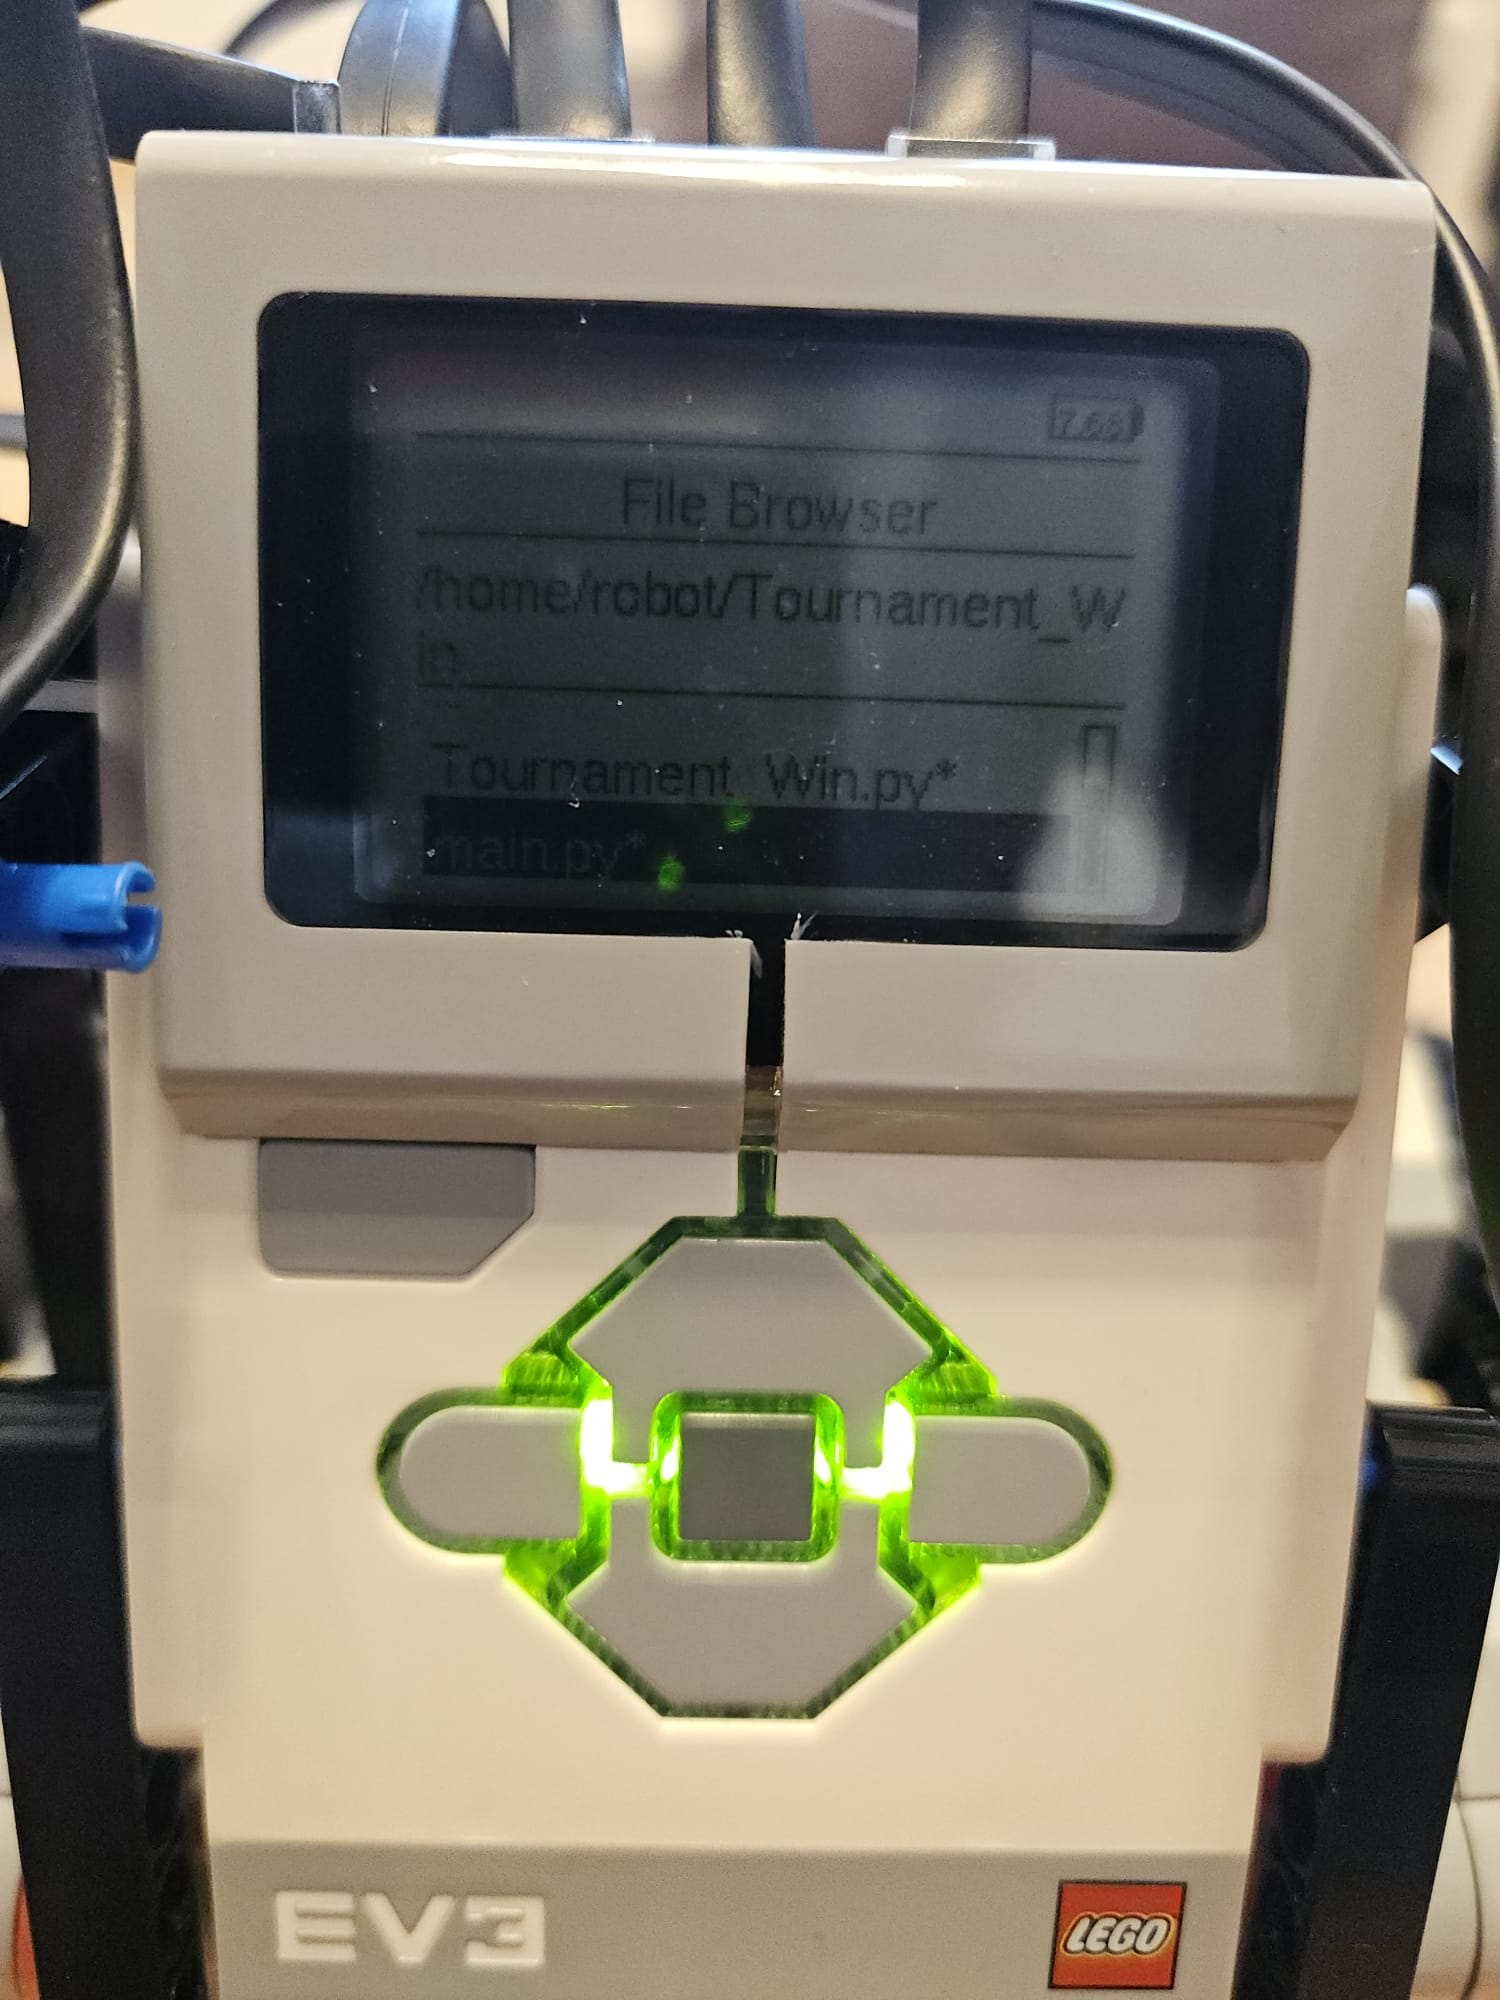 7.66
File Browser
/home/robot/Tournament_W
in
Tournament_Win.py*
main.py*
EV3
LEGO